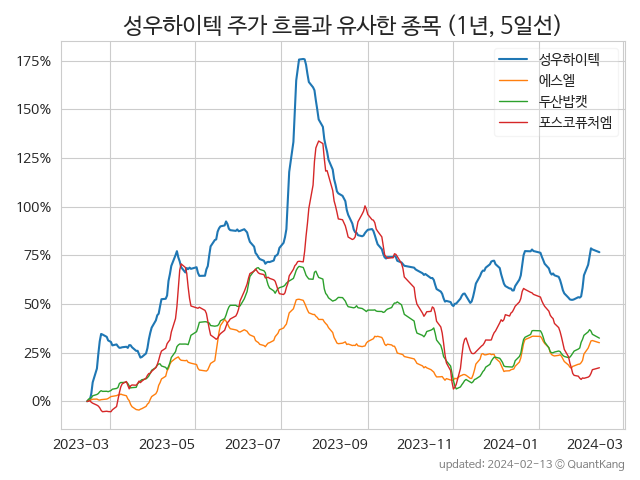 성우하이텍 주가 흐름과 유사한 종목 (1년, 5일선)
성우하이텍
에스엘
두산밥캣
포스코퓨처엠
175%
150%
125%
100%
75%
50%
25%
0%
2023-03 2023-05 2023-07 2023-09 2023-11 2024-01 2024-03
updated: 2024-02-13 © QuantKang